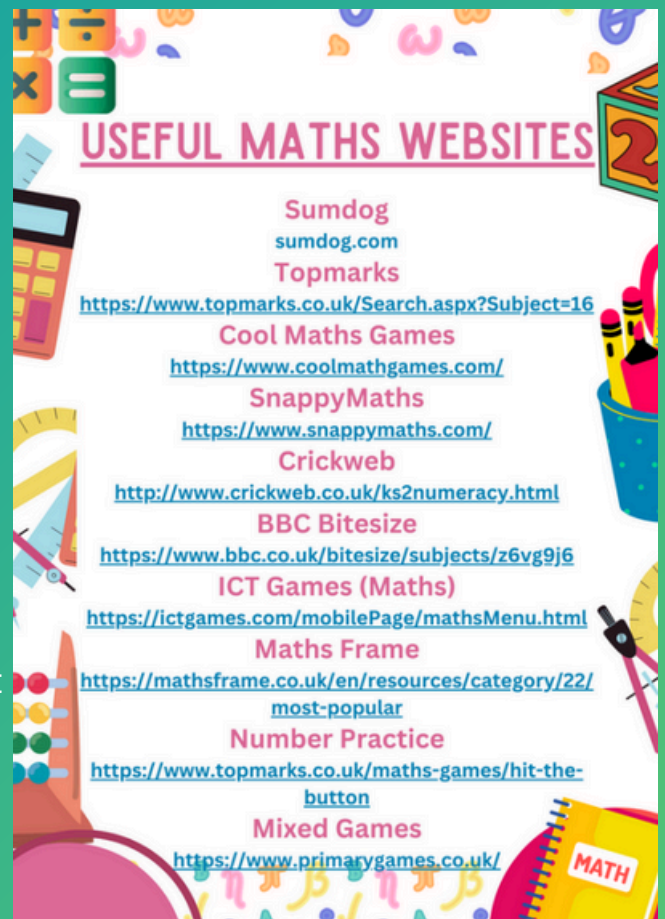 USEFUL MATHS WEBSITES
Sumdog
sumdog.com
Topmarks
https://www.topmarks.co.uk/Search.aspx?Subject=16
Cool Maths Games
https://www.coolmathgames.com/
SnappyMaths
https://www.snappymaths.com/
Crickweb
http://www.crickweb.co.uk/ks2numeracy.html
BBC Bitesize
https://www.bbc.co.uk/bitesize/subjects/z6vg9j6
ICT Games (Maths)
https://ictgames.com/mobilePage/mathsMenu.html
Maths Frame
https://mathsframe.co.uk/en/resources/category/22/
most-popular
Number Practice
https://www.topmarks.co.uk/maths-games/hit-the-
button
Mixed Games
https://www.primarygames.co.uk/
MATH
2